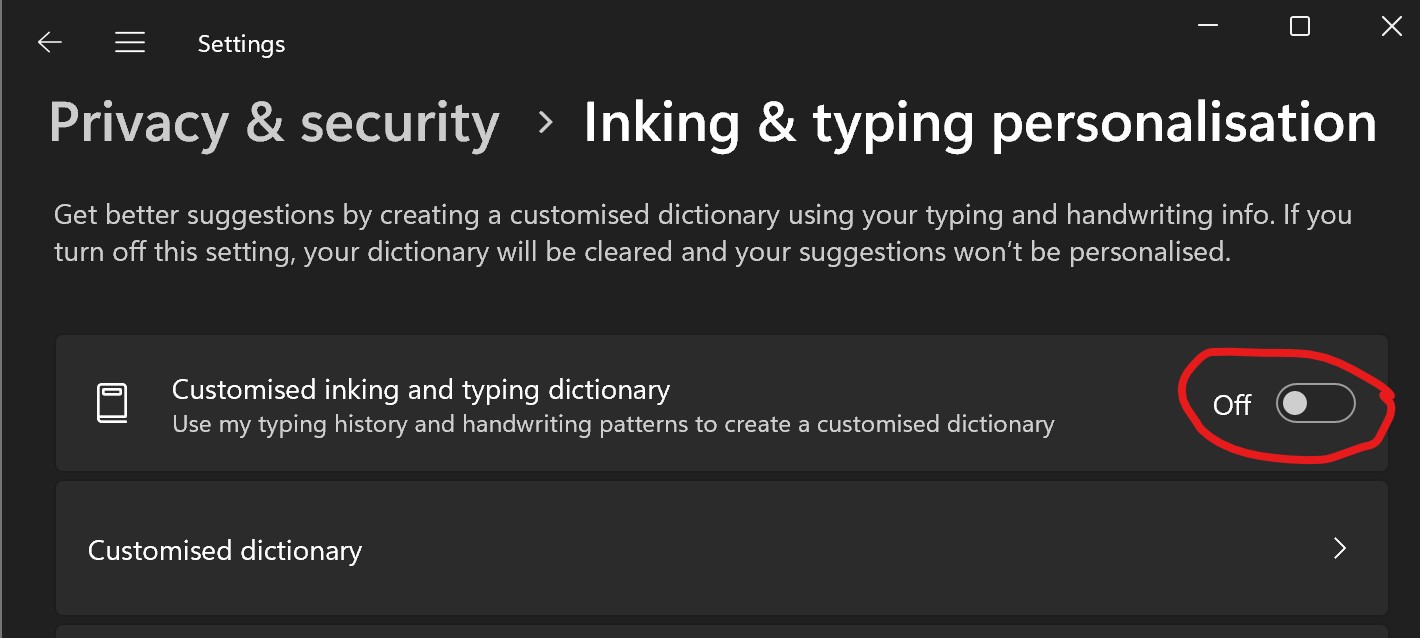 Settings
Privacy & security > Inking & typing personalisation
Get better suggestions by creating a customised dictionary using your typing and handwriting info. If you
turn off this setting, your dictionary will be cleared and your suggestions won’t be personalised.
Customised inking and typing dictionary
Use my typing history and handwriting patterns to create a customised dictionary
Off
Customised dictionary